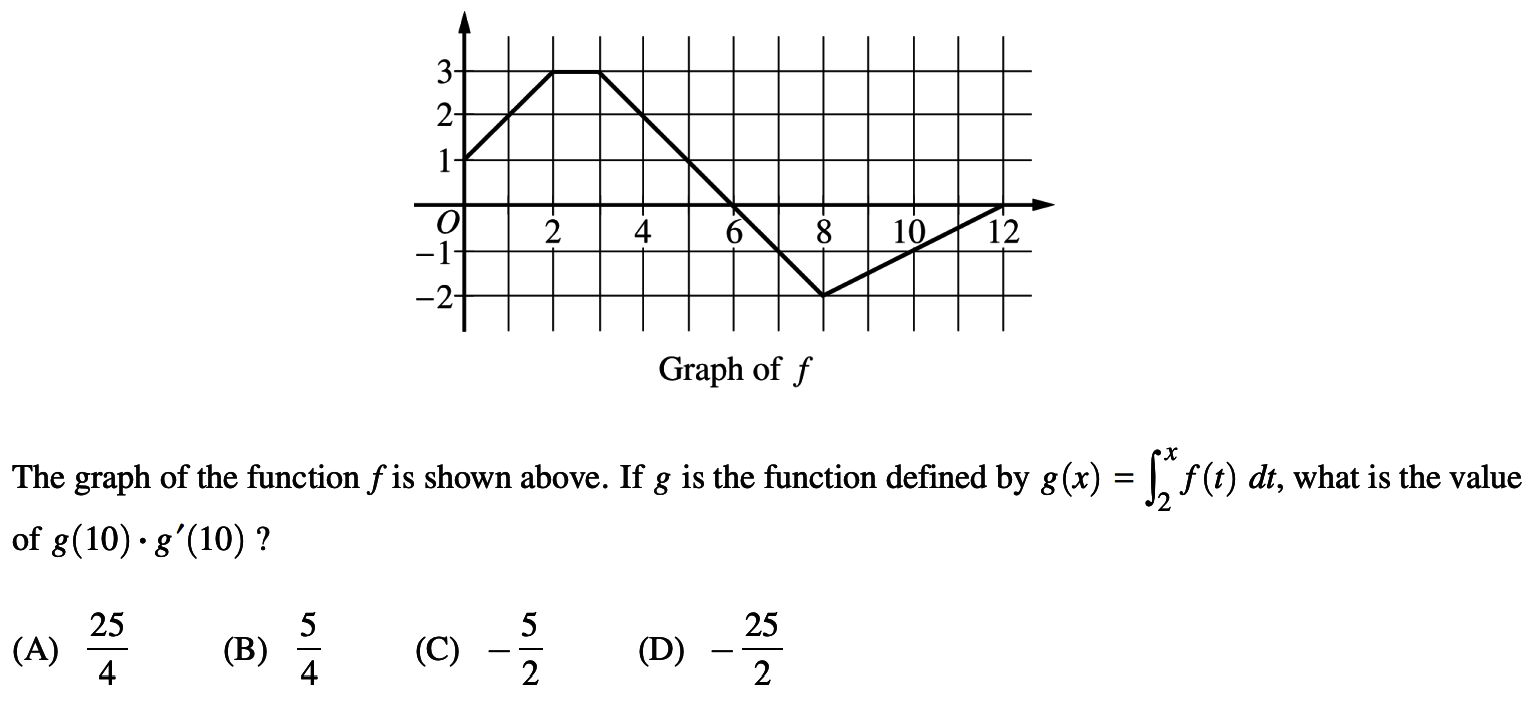 3
2
1
O 2 4 6 8 10 12
−1
−2
Graph of f
The graph of the function f is shown above. If g is the function defined by g(x) = ∫₂ˣ f(t) dt, what is the value
of g(10) · g′(10) ?
(A) 25/4 (B) 5/4 (C) −5/2 (D) −25/2